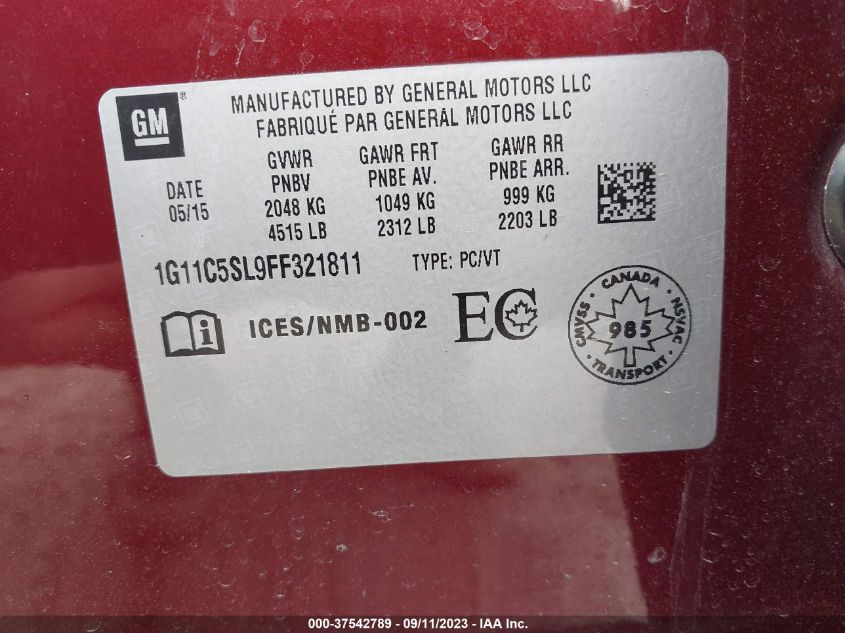 GM®
MANUFACTURED BY GENERAL MOTORS LLC
FABRIQUÉ PAR GENERAL MOTORS LLC
DATE
05/15
GVWR
PNBV
2048 KG
4515 LB
GAWR FRT
PNBE AV.
1049 KG
2312 LB
GAWR RR
PNBE ARR.
999 KG
2203 LB
1G11C5SL9FF321811 TYPE: PC/VT
i ICES/NMB-002 EC
CANADA
CMVSS 985 NSVAC
TRANSPORT
000-37542789 - 09/11/2023 - IAA Inc.